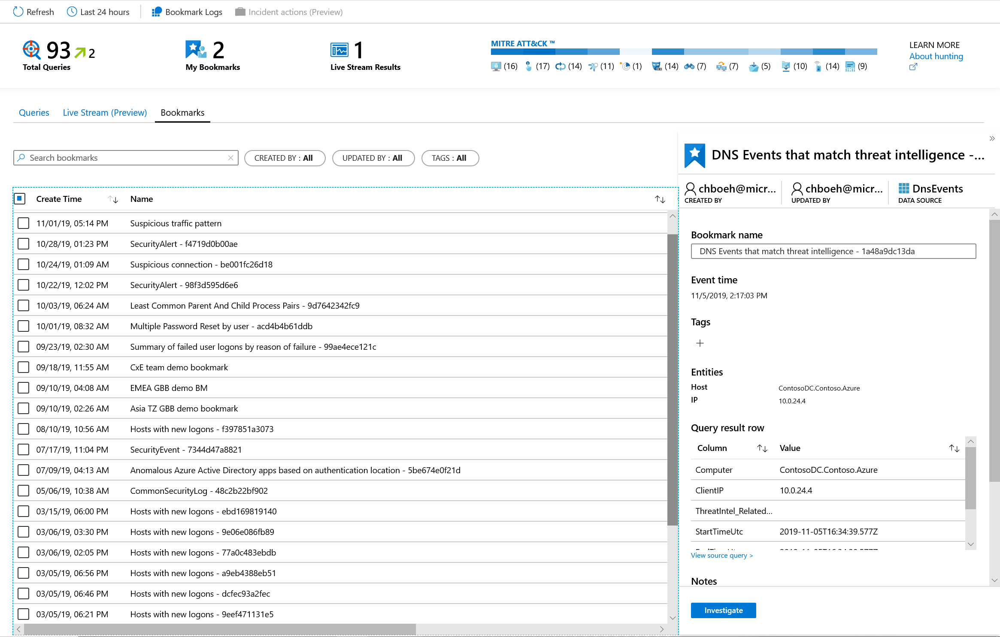 Refresh Last 24 hours Bookmark Logs Incident actions (Preview)
93 2
Total Queries
2
My Bookmarks
1
Live Stream Results
MITRE ATT&CK ™
(16) (17) (14) (11) (1) (14) (7) (7) (5) (10) (14) (9)
LEARN MORE
About hunting
Queries Live Stream (Preview) Bookmarks
Search bookmarks CREATED BY : All UPDATED BY : All TAGS : All
Create Time Name
11/01/19, 05:14 PM Suspicious traffic pattern
10/28/19, 01:23 PM SecurityAlert - f4719d0b00ae
10/24/19, 01:09 AM Suspicious connection - be001fc26d18
10/22/19, 12:02 PM SecurityAlert - 98f3d595d6e6
10/03/19, 06:24 AM Least Common Parent And Child Process Pairs - 9d7642342fc9
10/01/19, 08:32 AM Multiple Password Reset by user - acd4b4b61ddb
09/23/19, 02:30 AM Summary of failed user logons by reason of failure - 99ae4ece121c
09/18/19, 11:55 AM CxE team demo bookmark
09/10/19, 04:08 AM EMEA GBB demo BM
09/10/19, 02:26 AM Asia TZ GBB demo bookmark
08/10/19, 10:56 AM Hosts with new logons - f397851a3073
07/17/19, 11:04 PM SecurityEvent - 7344d47a8821
07/09/19, 04:13 AM Anomalous Azure Active Directory apps based on authentication location - 5be674e0f21d
05/06/19, 10:38 AM CommonSecurityLog - 48c2b22bf902
03/15/19, 06:00 PM Hosts with new logons - ebd169819140
03/06/19, 03:30 PM Hosts with new logons - 9e06e086fb89
03/06/19, 02:05 PM Hosts with new logons - 77a0c483ebdb
03/05/19, 06:56 PM Hosts with new logons - a9eb4388eb51
03/05/19, 06:46 PM Hosts with new logons - dcfec93a2fec
03/05/19, 06:21 PM Hosts with new logons - 9eef471131e5
DNS Events that match threat intelligence -...
chboeh@micr... chboeh@micr... DnsEvents
CREATED BY UPDATED BY DATA SOURCE
Bookmark name
DNS Events that match threat intelligence - 1a48a9dc13da
Event time
11/5/2019, 2:17:03 PM
Tags
Entities
Host ContosoDC.Contoso.Azure
IP 10.0.24.4
Query result row
Column Value
Computer ContosoDC.Contoso.Azure
ClientIP 10.0.24.4
ThreatIntel_Related...
StartTimeUtc 2019-11-05T16:34:39.577Z
View source query >
Notes
Investigate